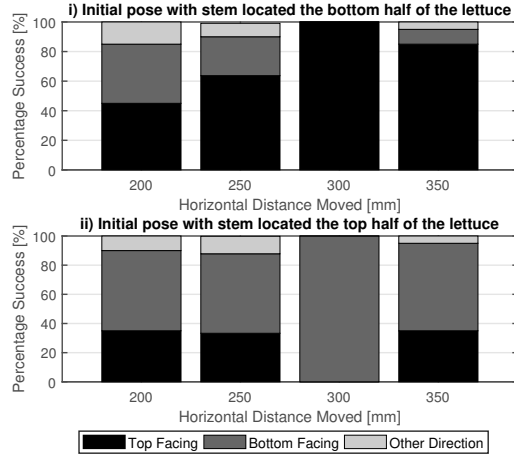 i) Initial pose with stem located the bottom half of the lettuce
Percentage Success [%]
100
80
60
40
20
0
200 250 300 350
Horizontal Distance Moved [mm]
ii) Initial pose with stem located the top half of the lettuce
Percentage Success [%]
100
80
60
40
20
0
200 250 300 350
Horizontal Distance Moved [mm]
Top Facing Bottom Facing Other Direction